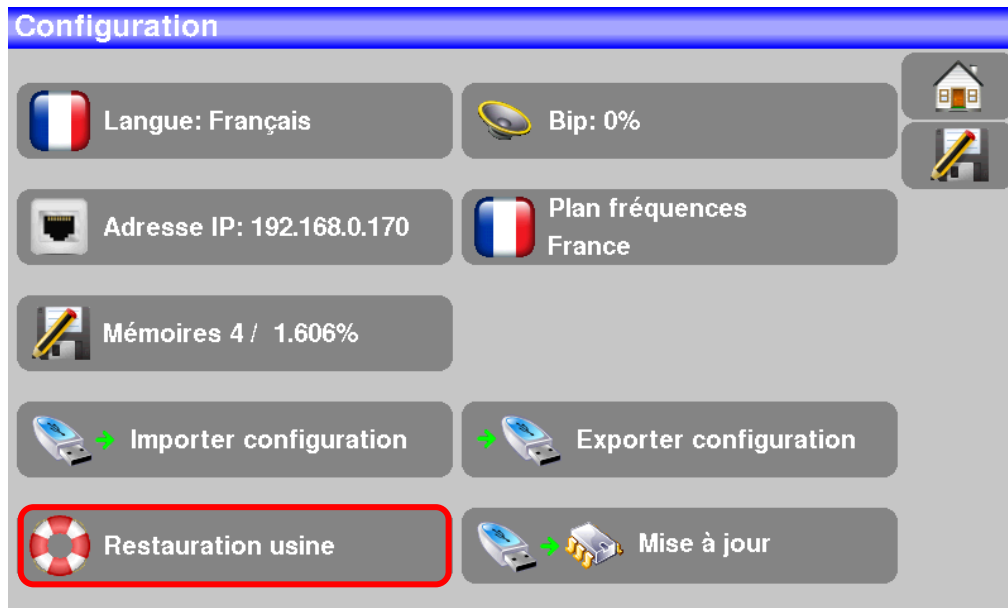 Configuration
Langue: Français
Bip: 0%
Adresse IP: 192.168.0.170
Plan fréquences
France
Mémoires 4 / 1.606%
Importer configuration
Exporter configuration
Restauration usine
Mise à jour